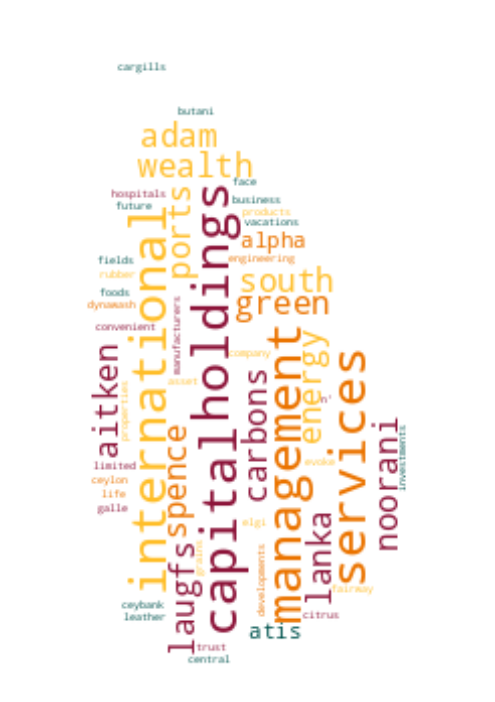 cargills
butani
adam
wealth
face
hospitals
business
future
products
vacations
ports
alpha
holdings
international
engineering
fields
rubber
south
foods
green
dynawash
manufacturers
convenient
management
energy
aitken
company
services
carbons
asset
properties
n'
noorani
investments
spence
capital
limited
evoke
ceylon
life
galle
lanka
elgi
laugfs
grains
developments
fairway
ceybank
leather
citrus
atis
trust
central